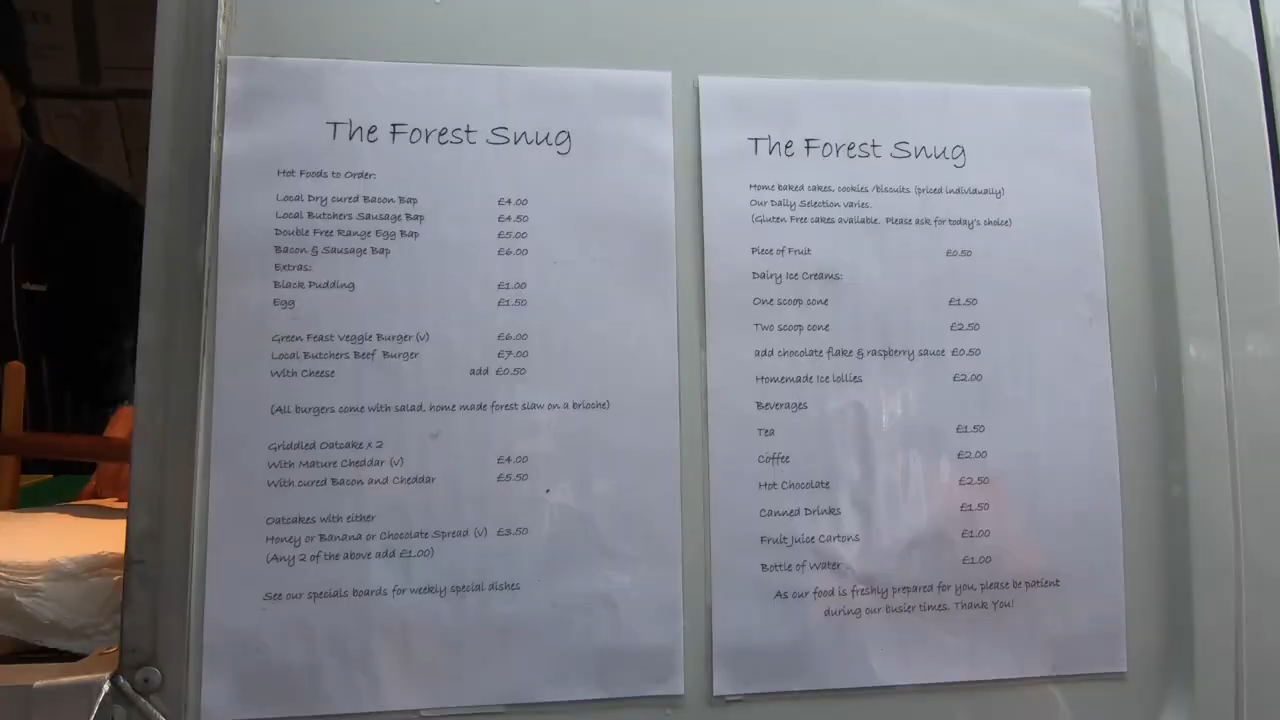 The Forest Snug
Hot Foods to Order:
Local Dry cured Bacon Bap £4.00
Local Butchers Sausage Bap £4.50
Double Free Range Egg Bap £5.00
Bacon & Sausage Bap £6.00
Extras:
Black Pudding £1.00
Egg £1.50
Green Feast Veggie Burger (v) £6.00
Local Butchers Beef Burger £7.00
With Cheese add £0.50
(All burgers come with salad, home made forest slaw on a brioche)
Griddled Oatcake x 2
With Mature Cheddar (v) £4.00
With cured Bacon and Cheddar £5.50
Oatcakes with either
Honey or Banana or Chocolate Spread (v) £3.50
(Any 2 of the above add £1.00)
See our specials boards for weekly special dishes
The Forest Snug
Home baked cakes, cookies /biscuits (priced individually)
Our Daily Selection varies.
(Gluten Free cakes available. Please ask for today's choice)
Piece of Fruit £0.50
Dairy Ice Creams:
One scoop cone £1.50
Two scoop cone £2.50
add chocolate flake & raspberry sauce £0.50
Homemade Ice lollies £2.00
Beverages
Tea £1.50
Coffee £2.00
Hot Chocolate £2.50
Canned Drinks £1.50
Fruit Juice Cartons £1.00
Bottle of Water £1.00
As our food is freshly prepared for you, please be patient
during our busier times. Thank You!